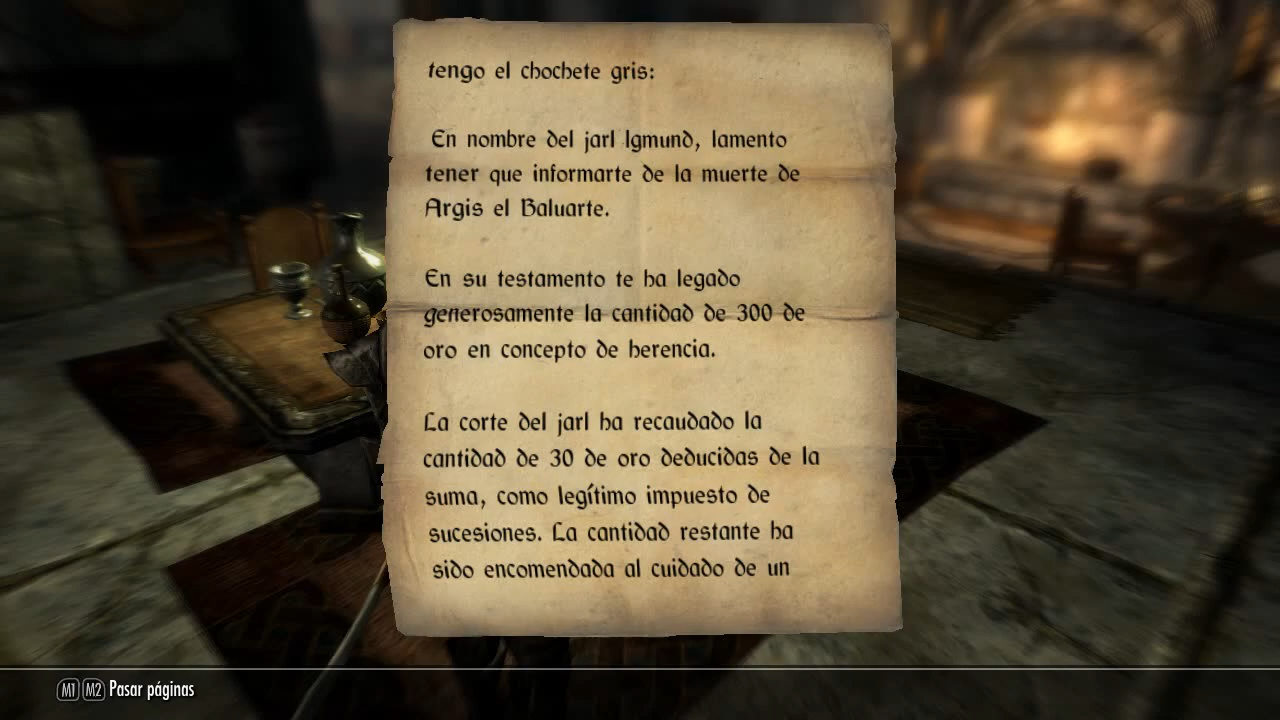 tengo el chochete gris:
En nombre del jarl Igmund, lamento
tener que informarte de la muerte de
Argis el Baluarte.
En su testamento te ha legado
generosamente la cantidad de 300 de
oro en concepto de herencia.
La corte del jarl ha recaudado la
cantidad de 30 de oro deducidas de la
suma, como legítimo impuesto de
sucesiones. La cantidad restante ha
sido encomendada al cuidado de un
M1 M2 Pasar páginas